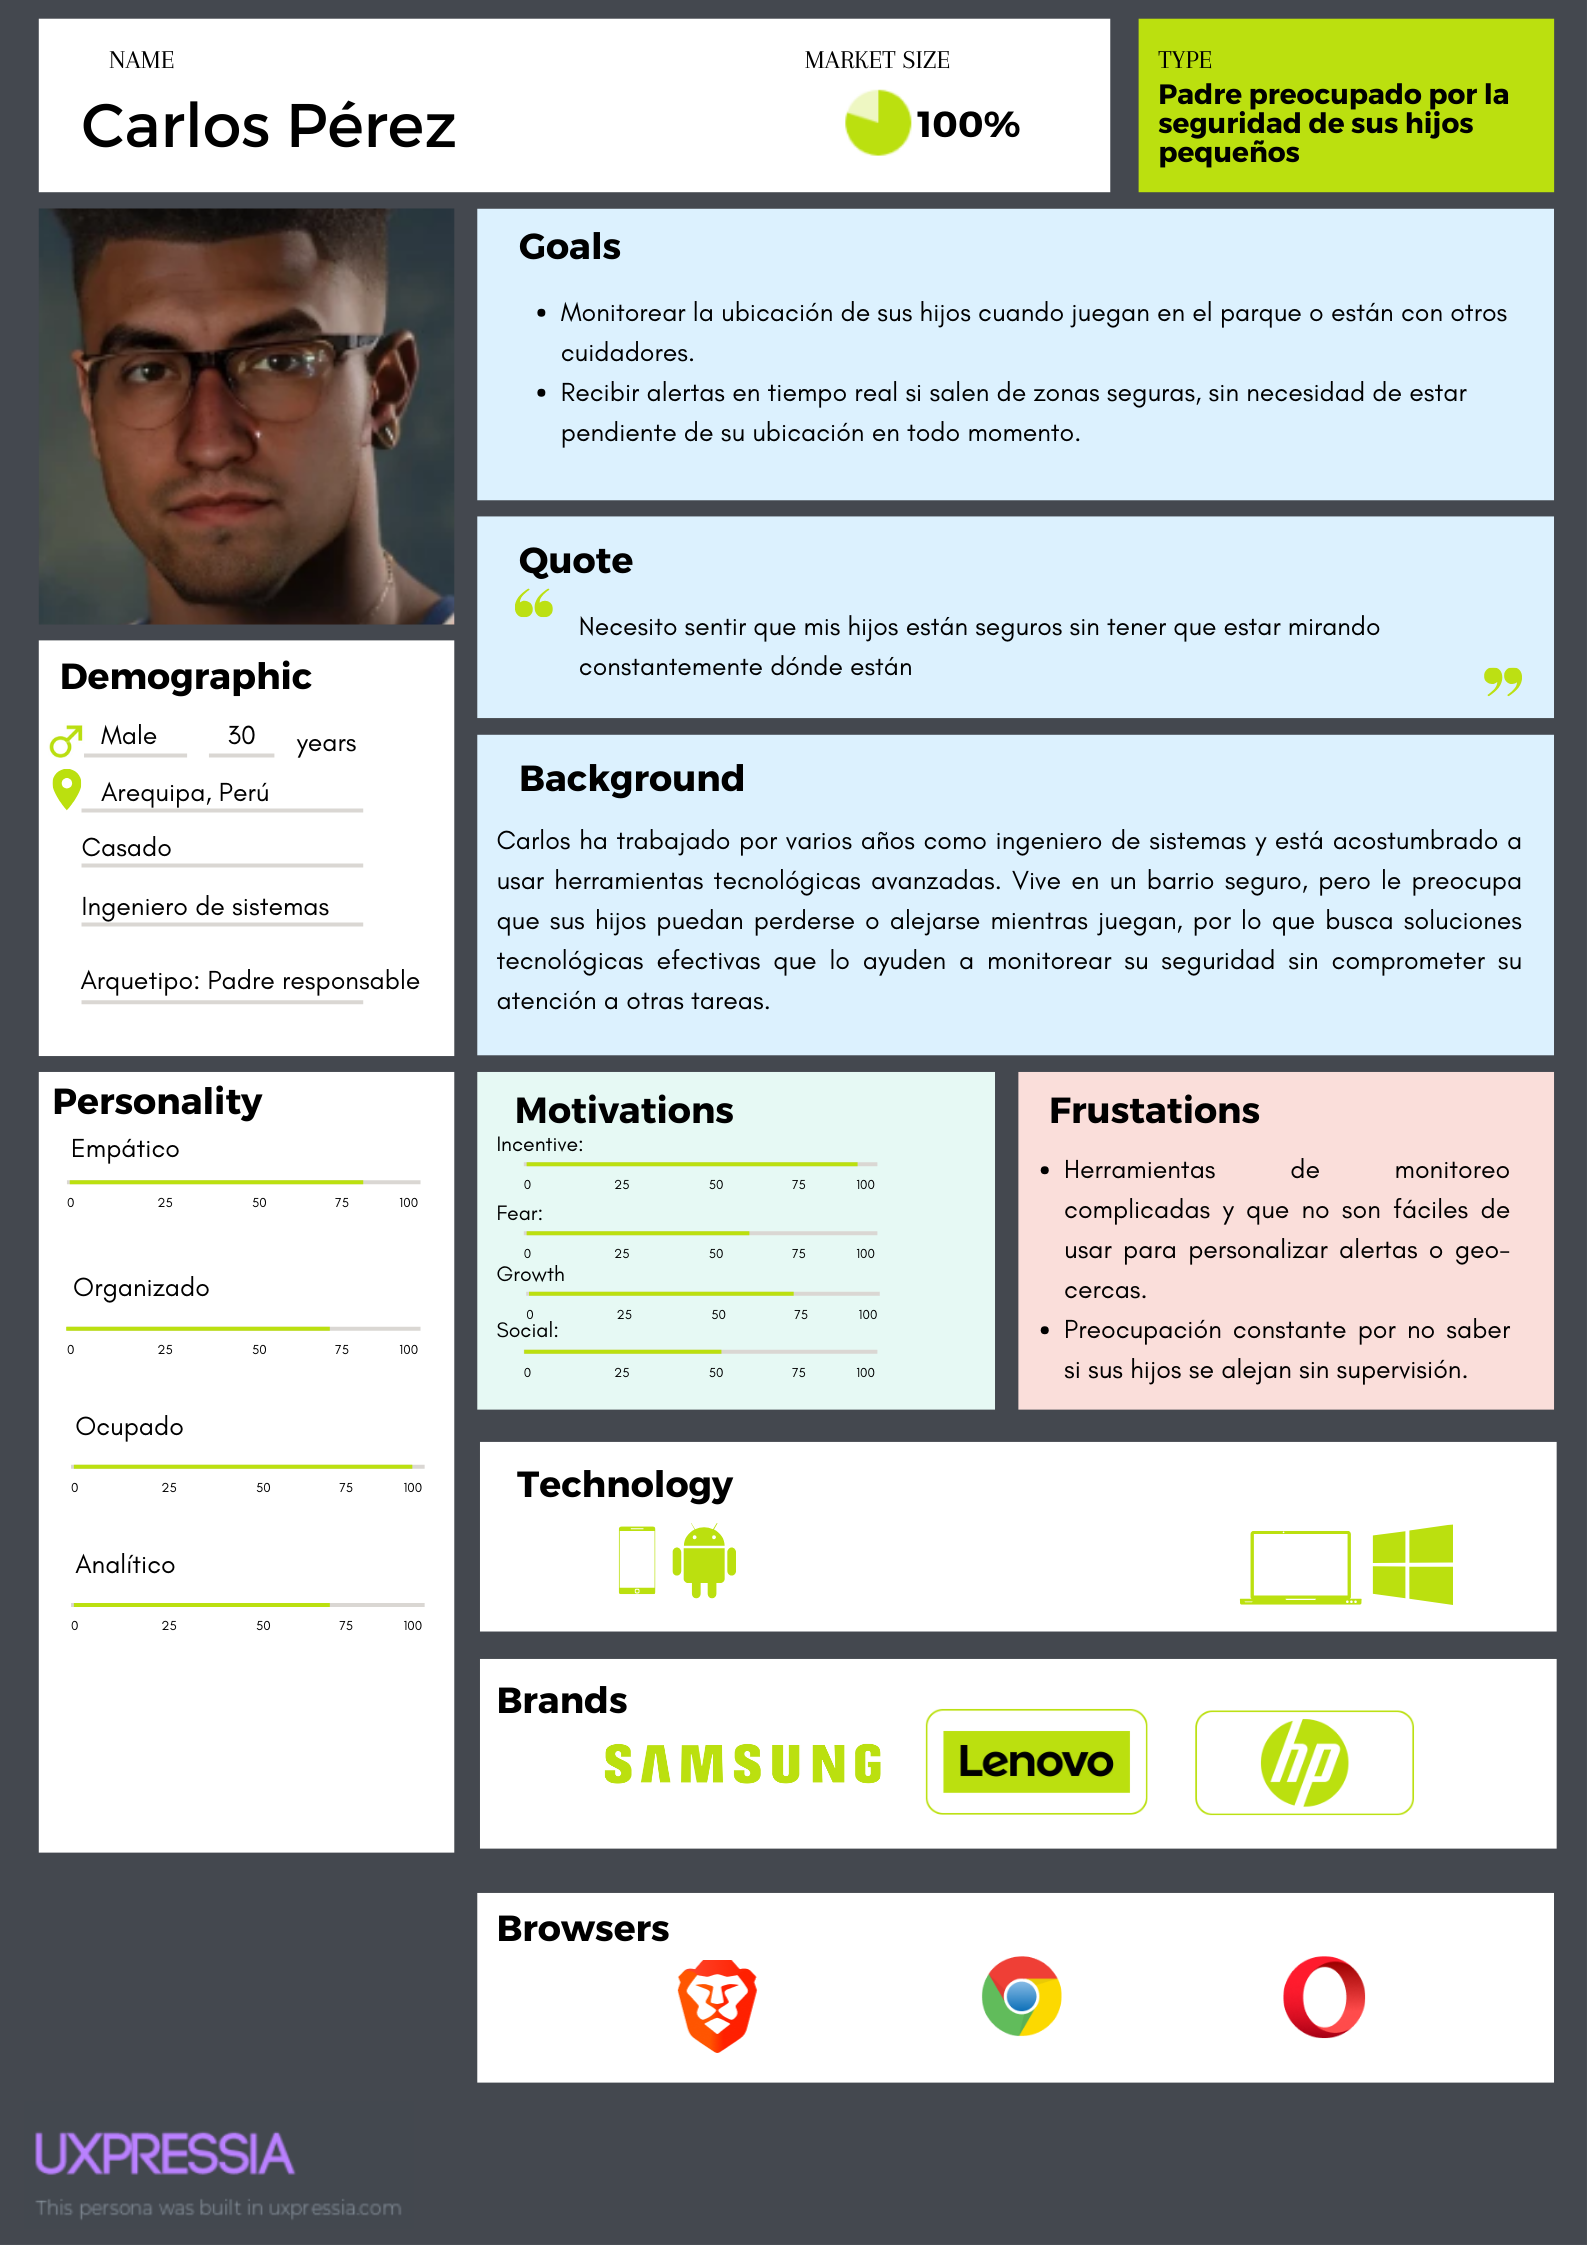 NAME
Carlos Pérez
MARKET SIZE
100%
TYPE
Padre preocupado por la
seguridad de sus hijos
pequeños
Goals
• Monitorear la ubicación de sus hijos cuando juegan en el parque o están con otros
cuidadores.
• Recibir alertas en tiempo real si salen de zonas seguras, sin necesidad de estar
pendiente de su ubicación en todo momento.
Quote
“
Necesito sentir que mis hijos están seguros sin tener que estar mirando
constantemente dónde están
”
Demographic
Male 30 years
Arequipa, Perú
Casado
Ingeniero de sistemas
Arquetipo: Padre responsable
Background
Carlos ha trabajado por varios años como ingeniero de sistemas y está acostumbrado a
usar herramientas tecnológicas avanzadas. Vive en un barrio seguro, pero le preocupa
que sus hijos puedan perderse o alejarse mientras juegan, por lo que busca soluciones
tecnológicas efectivas que lo ayuden a monitorear su seguridad sin comprometer su
atención a otras tareas.
Personality
Empático
0 25 50 75 100
Organizado
0 25 50 75 100
Ocupado
0 25 50 75 100
Analítico
0 25 50 75 100
Motivations
Incentive:
0 25 50 75 100
Fear:
0 25 50 75 100
Growth
0 25 50 75 100
Social:
0 25 50 75 100
Frustations
• Herramientas de monitoreo
complicadas y que no son fáciles de
usar para personalizar alertas o geo-
cercas.
• Preocupación constante por no saber
si sus hijos se alejan sin supervisión.
Technology
Brands
SAMSUNG
Lenovo
hp
Browsers
UXPRESSIA
This persona was built in uxpressia.com